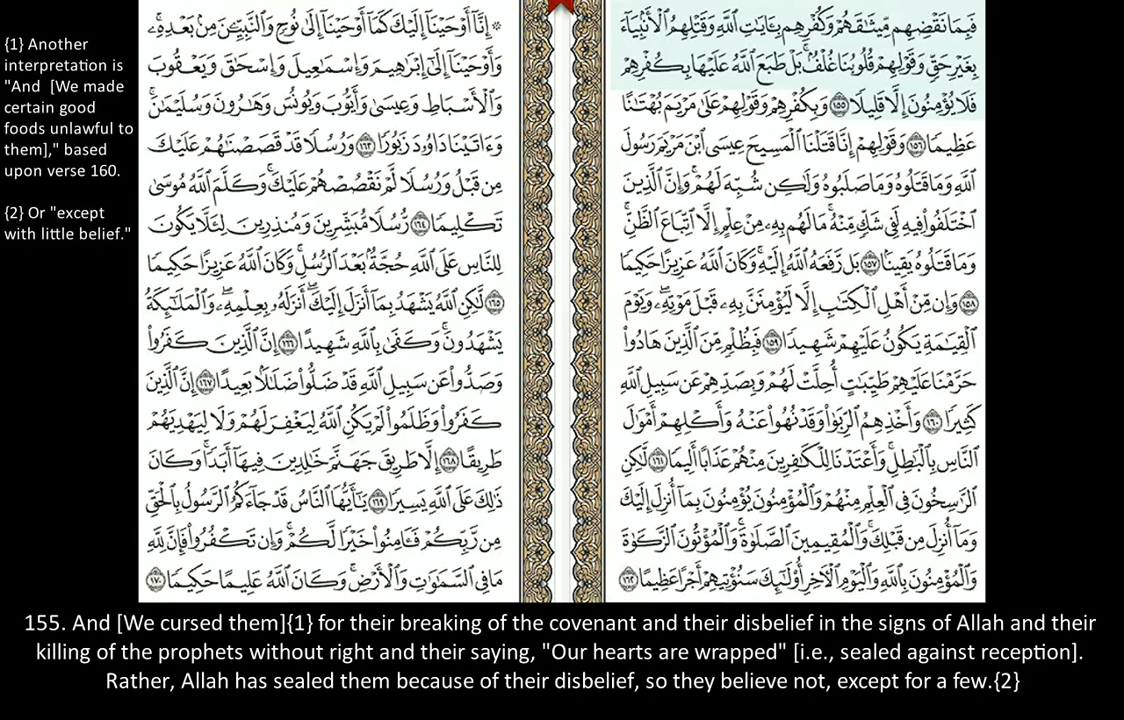 {1} Another
interpretation is
"And [We made
certain good
foods unlawful to
them]," based
upon verse 160.
{2} Or "except
with little belief."
فَبِمَا نَقۡضِهِم مِّيثَٰقَهُمۡ وَكُفۡرِهِم بِـَٔايَٰتِ ٱللَّهِ وَقَتۡلِهِمُ ٱلۡأَنۢبِيَآءَ
بِغَيۡرِ حَقّٖ وَقَوۡلِهِمۡ قُلُوبُنَا غُلۡفُۢۚ بَلۡ طَبَعَ ٱللَّهُ عَلَيۡهَا بِكُفۡرِهِمۡ
فَلَا يُؤۡمِنُونَ إِلَّا قَلِيلٗا ١٥٥ وَبِكُفۡرِهِمۡ وَقَوۡلِهِمۡ عَلَىٰ مَرۡيَمَ بُهۡتَٰنًا
عَظِيمٗا ١٥٦ وَقَوۡلِهِمۡ إِنَّا قَتَلۡنَا ٱلۡمَسِيحَ عِيسَى ٱبۡنَ مَرۡيَمَ رَسُولَ
ٱللَّهِ وَمَا قَتَلُوهُ وَمَا صَلَبُوهُ وَلَٰكِن شُبِّهَ لَهُمۡۚ وَإِنَّ ٱلَّذِينَ
ٱخۡتَلَفُواْ فِيهِ لَفِي شَكّٖ مِّنۡهُۚ مَا لَهُم بِهِۦ مِنۡ عِلۡمٍ إِلَّا ٱتِّبَاعَ ٱلظَّنِّۚ
وَمَا قَتَلُوهُ يَقِينَۢا ١٥٧ بَل رَّفَعَهُ ٱللَّهُ إِلَيۡهِۚ وَكَانَ ٱللَّهُ عَزِيزًا حَكِيمٗا
١٥٨ وَإِن مِّنۡ أَهۡلِ ٱلۡكِتَٰبِ إِلَّا لَيُؤۡمِنَنَّ بِهِۦ قَبۡلَ مَوۡتِهِۦۖ وَيَوۡمَ
ٱلۡقِيَٰمَةِ يَكُونُ عَلَيۡهِمۡ شَهِيدٗا ١٥٩ فَبِظُلۡمٖ مِّنَ ٱلَّذِينَ هَادُواْ
حَرَّمۡنَا عَلَيۡهِمۡ طَيِّبَٰتٍ أُحِلَّتۡ لَهُمۡ وَبِصَدِّهِمۡ عَن سَبِيلِ ٱللَّهِ
كَثِيرٗا ١٦٠ وَأَخۡذِهِمُ ٱلرِّبَوٰاْ وَقَدۡ نُهُواْ عَنۡهُ وَأَكۡلِهِمۡ أَمۡوَٰلَ
ٱلنَّاسِ بِٱلۡبَٰطِلِۚ وَأَعۡتَدۡنَا لِلۡكَٰفِرِينَ مِنۡهُمۡ عَذَابًا أَلِيمٗا ١٦١ لَّٰكِنِ
ٱلرَّٰسِخُونَ فِي ٱلۡعِلۡمِ مِنۡهُمۡ وَٱلۡمُؤۡمِنُونَ يُؤۡمِنُونَ بِمَآ أُنزِلَ إِلَيۡكَ
وَمَآ أُنزِلَ مِن قَبۡلِكَۚ وَٱلۡمُقِيمِينَ ٱلصَّلَوٰةَۚ وَٱلۡمُؤۡتُونَ ٱلزَّكَوٰةَ
وَٱلۡمُؤۡمِنُونَ بِٱللَّهِ وَٱلۡيَوۡمِ ٱلۡأٓخِرِ أُوْلَٰٓئِكَ سَنُؤۡتِيهِمۡ أَجۡرًا عَظِيمًا ١٦٢
۞ إِنَّآ أَوۡحَيۡنَآ إِلَيۡكَ كَمَآ أَوۡحَيۡنَآ إِلَىٰ نُوحٖ وَٱلنَّبِيِّـۧنَ مِنۢ بَعۡدِهِۦۚ
وَأَوۡحَيۡنَآ إِلَىٰٓ إِبۡرَٰهِيمَ وَإِسۡمَٰعِيلَ وَإِسۡحَٰقَ وَيَعۡقُوبَ
وَٱلۡأَسۡبَاطِ وَعِيسَىٰ وَأَيُّوبَ وَيُونُسَ وَهَٰرُونَ وَسُلَيۡمَٰنَۚ
وَءَاتَيۡنَا دَاوُۥدَ زَبُورٗا ١٦٣ وَرُسُلٗا قَدۡ قَصَصۡنَٰهُمۡ عَلَيۡكَ
مِن قَبۡلُ وَرُسُلٗا لَّمۡ نَقۡصُصۡهُمۡ عَلَيۡكَۚ وَكَلَّمَ ٱللَّهُ مُوسَىٰ
تَكۡلِيمٗا ١٦٤ رُّسُلٗا مُّبَشِّرِينَ وَمُنذِرِينَ لِئَلَّا يَكُونَ
لِلنَّاسِ عَلَى ٱللَّهِ حُجَّةُۢ بَعۡدَ ٱلرُّسُلِۚ وَكَانَ ٱللَّهُ عَزِيزًا حَكِيمٗا
١٦٥ لَّٰكِنِ ٱللَّهُ يَشۡهَدُ بِمَآ أَنزَلَ إِلَيۡكَۖ أَنزَلَهُۥ بِعِلۡمِهِۦۖ وَٱلۡمَلَٰٓئِكَةُ
يَشۡهَدُونَۚ وَكَفَىٰ بِٱللَّهِ شَهِيدًا ١٦٦ إِنَّ ٱلَّذِينَ كَفَرُواْ
وَصَدُّواْ عَن سَبِيلِ ٱللَّهِ قَدۡ ضَلُّواْ ضَلَٰلَۢا بَعِيدًا ١٦٧ إِنَّ ٱلَّذِينَ
كَفَرُواْ وَظَلَمُواْ لَمۡ يَكُنِ ٱللَّهُ لِيَغۡفِرَ لَهُمۡ وَلَا لِيَهۡدِيَهُمۡ
طَرِيقًا ١٦٨ إِلَّا طَرِيقَ جَهَنَّمَ خَٰلِدِينَ فِيهَآ أَبَدٗاۚ وَكَانَ
ذَٰلِكَ عَلَى ٱللَّهِ يَسِيرٗا ١٦٩ يَٰٓأَيُّهَا ٱلنَّاسُ قَدۡ جَآءَكُمُ ٱلرَّسُولُ بِٱلۡحَقِّ
مِن رَّبِّكُمۡ فَـَٔامِنُواْ خَيۡرٗا لَّكُمۡۚ وَإِن تَكۡفُرُواْ فَإِنَّ لِلَّهِ
مَا فِي ٱلسَّمَٰوَٰتِ وَٱلۡأَرۡضِۚ وَكَانَ ٱللَّهُ عَلِيمًا حَكِيمٗا ١٧٠
155. And [We cursed them]{1} for their breaking of the covenant and their disbelief in the signs of Allah and their
killing of the prophets without right and their saying, "Our hearts are wrapped" [i.e., sealed against reception].
Rather, Allah has sealed them because of their disbelief, so they believe not, except for a few.{2}